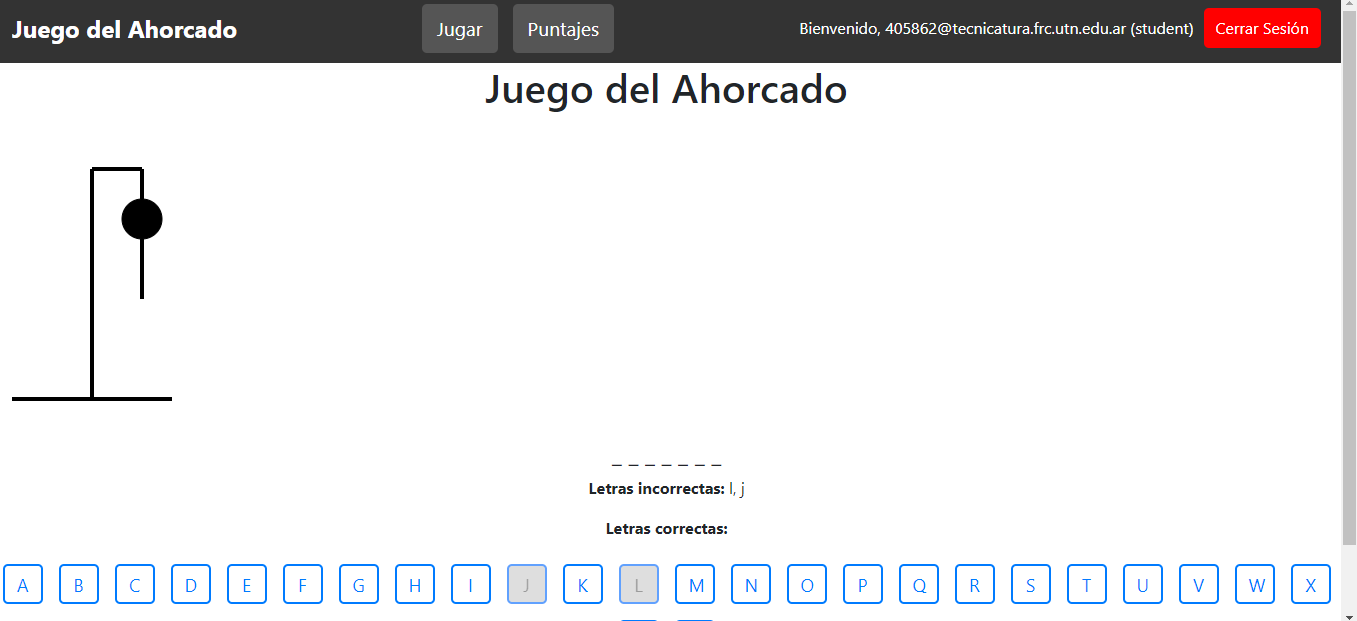 Juego del Ahorcado Jugar Puntajes Bienvenido, 405862@tecnicatura.frc.utn.edu.ar (student) Cerrar Sesión
Juego del Ahorcado
_ _ _ _ _ _ _
Letras incorrectas: l, j
Letras correctas:
A B C D E F G H I J K L M N O P Q R S T U V W X